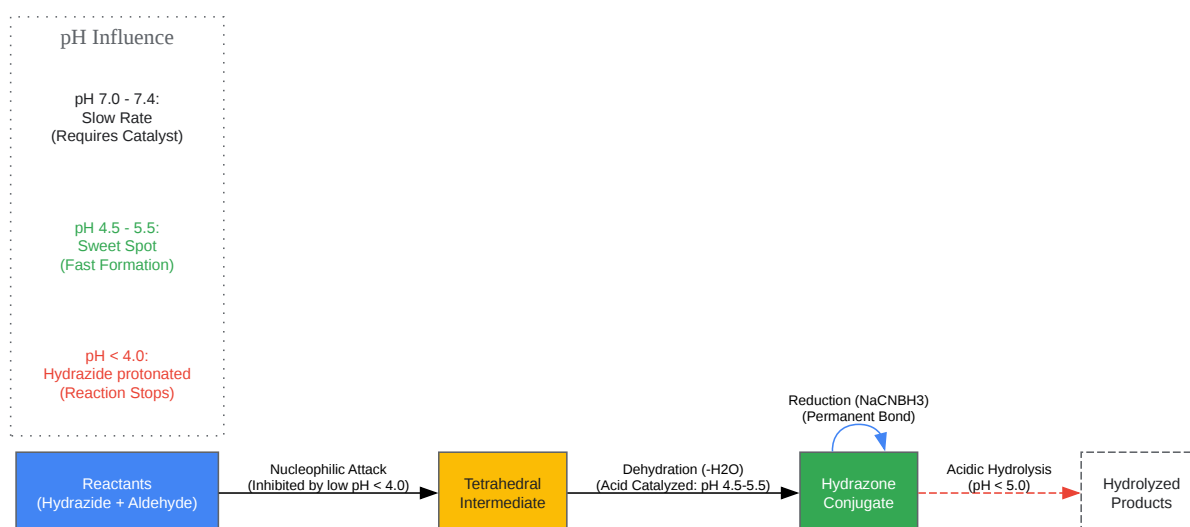 pH Influence
pH 7.0 - 7.4:
Slow Rate
(Requires Catalyst)
pH 4.5 - 5.5:
Sweet Spot
(Fast Formation)
pH < 4.0:
Hydrazide protonated
(Reaction Stops)
Reduction (NaCNBH3)
(Permanent Bond)
Reactants
(Hydrazide + Aldehyde)
Nucleophilic Attack
(Inhibited by low pH < 4.0)
Tetrahedral
Intermediate
Dehydration (-H2O)
(Acid Catalyzed: pH 4.5-5.5)
Hydrazone
Conjugate
Acidic Hydrolysis
(pH < 5.0)
Hydrolyzed
Products